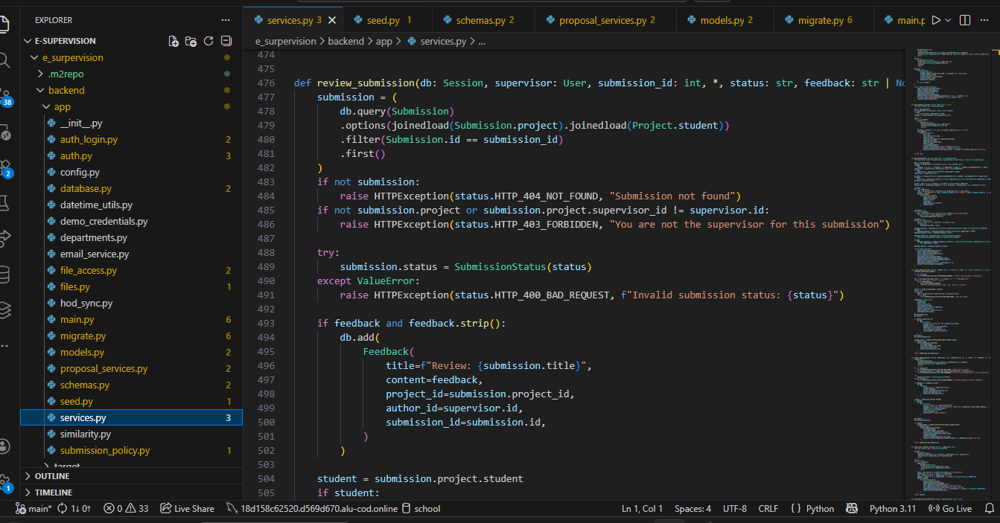 EXPLORER
E-SUPERVISION
e_surpervision
.m2repo
backend
app
__init__.py
auth_login.py 2
auth.py 3
config.py
database.py 2
datetime_utils.py
demo_credentials.py
departments.py
email_service.py
file_access.py 2
files.py 1
hod_sync.py
main.py 6
migrate.py 6
models.py 2
proposal_services.py 2
schemas.py 2
seed.py 1
services.py 3
similarity.py
submission_policy.py 1
target
OUTLINE
TIMELINE
38
2
1
services.py 3 seed.py 1 schemas.py 2 proposal_services.py 2 models.py 2 migrate.py 6 main.p
e_surpervision > backend > app > services.py > ...
474
475
476 def review_submission(db: Session, supervisor: User, submission_id: int, *, status: str, feedback: str | No
477 submission = (
478 db.query(Submission)
479 .options(joinedload(Submission.project).joinedload(Project.student))
480 .filter(Submission.id == submission_id)
481 .first()
482 )
483 if not submission:
484 raise HTTPException(status.HTTP_404_NOT_FOUND, "Submission not found")
485 if not submission.project or submission.project.supervisor_id != supervisor.id:
486 raise HTTPException(status.HTTP_403_FORBIDDEN, "You are not the supervisor for this submission")
487
488 try:
489 submission.status = SubmissionStatus(status)
490 except ValueError:
491 raise HTTPException(status.HTTP_400_BAD_REQUEST, f"Invalid submission status: {status}")
492
493 if feedback and feedback.strip():
494 db.add(
495 Feedback(
496 title=f"Review: {submission.title}",
497 content=feedback,
498 project_id=submission.project_id,
499 author_id=supervisor.id,
500 submission_id=submission.id,
501 )
502 )
503
504 student = submission.project.student
505 if student:
main* 1↓ 0↑ 0 33 Live Share 18d158c62520.d569d670.alu-cod.online school Ln 1, Col 1 Spaces: 4 UTF-8 CRLF { } Python Python 3.11 Go Live